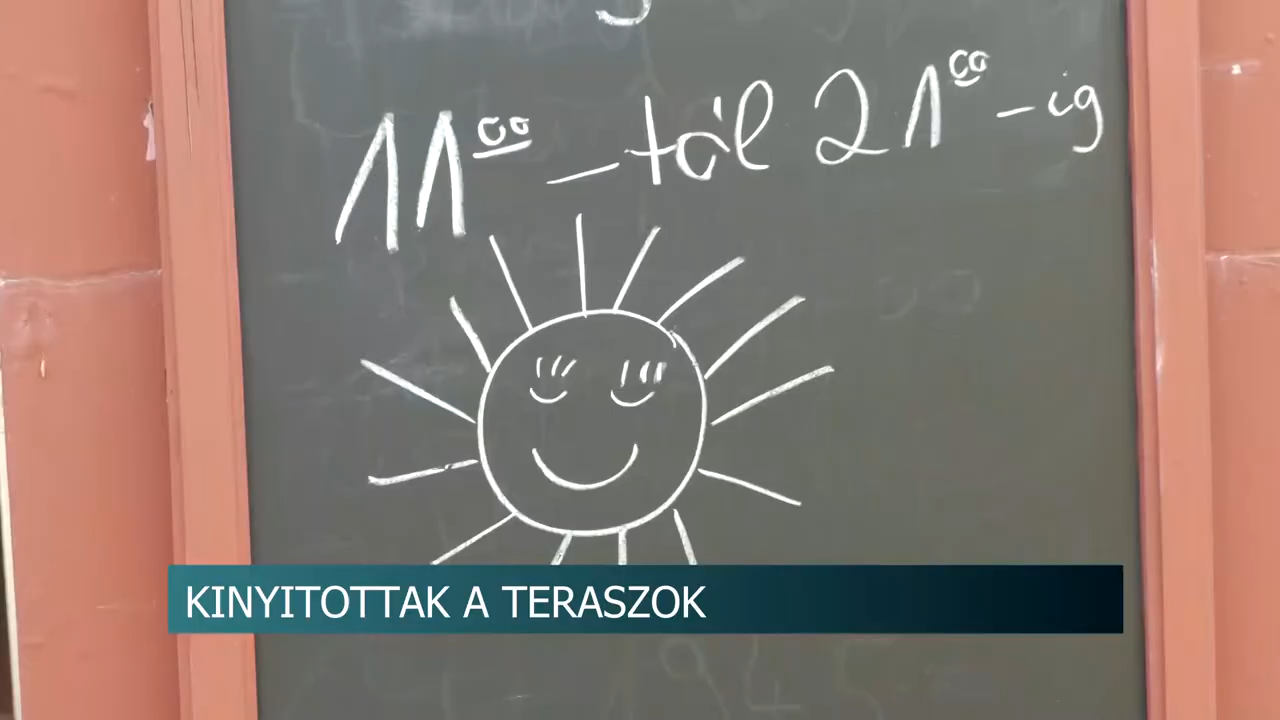 11⁰⁰ – tól 21⁰⁰ – ig
KINYITOTTAK A TERASZOK